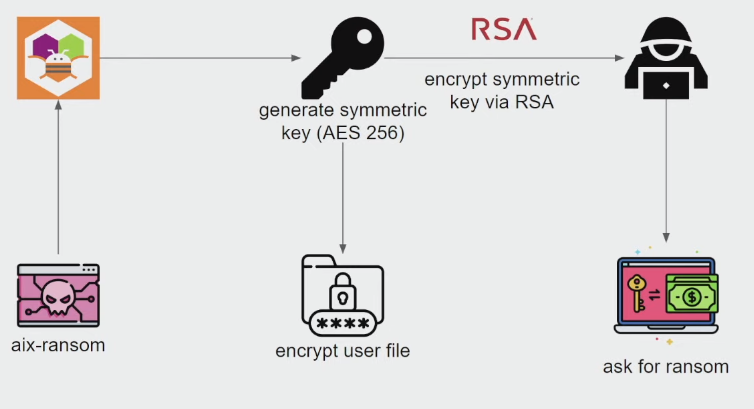 RSA
generate symmetric
key (AES 256)
encrypt symmetric
key via RSA
****
aix-ransom
encrypt user file
ask for ransom
$